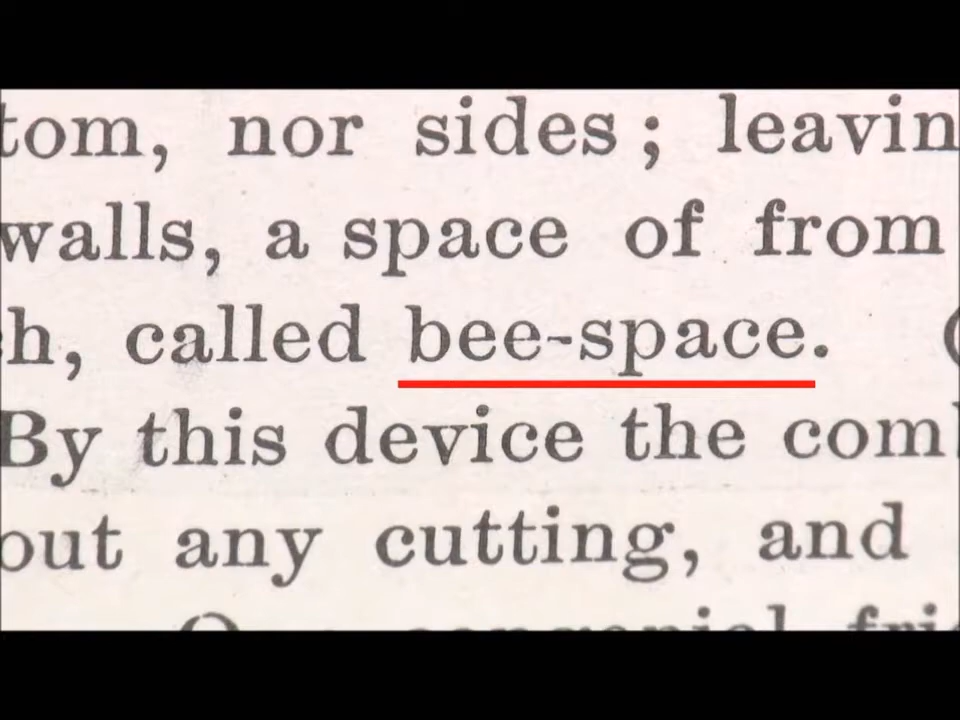 tom, nor sides; leavin
walls, a space of from
h, called bee-space.
By this device the com
out any cutting, and